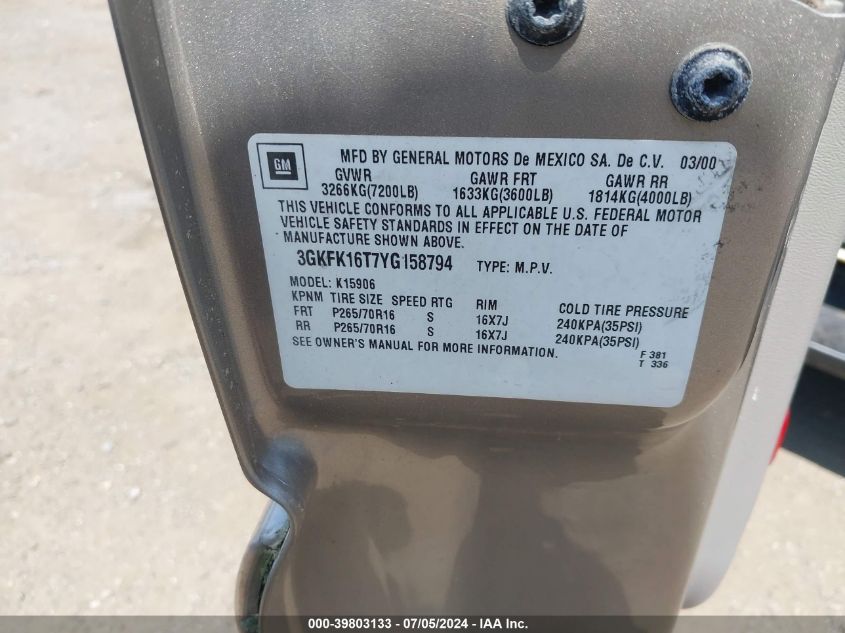 GM
MFD BY GENERAL MOTORS De MEXICO SA. De C.V. 03/00
GVWR GAWR FRT GAWR RR
3266KG(7200LB) 1633KG(3600LB) 1814KG(4000LB)
THIS VEHICLE CONFORMS TO ALL APPLICABLE U.S. FEDERAL MOTOR
VEHICLE SAFETY STANDARDS IN EFFECT ON THE DATE OF
MANUFACTURE SHOWN ABOVE.
3GKFK16T7YG158794 TYPE: M.P.V.
MODEL: K15906
KPNM TIRE SIZE SPEED RTG RIM COLD TIRE PRESSURE
FRT P265/70R16 S 16X7J 240KPA(35PSI)
RR P265/70R16 S 16X7J 240KPA(35PSI)
SEE OWNER'S MANUAL FOR MORE INFORMATION.
F 381
T 336
000-39803133 - 07/05/2024 - IAA Inc.